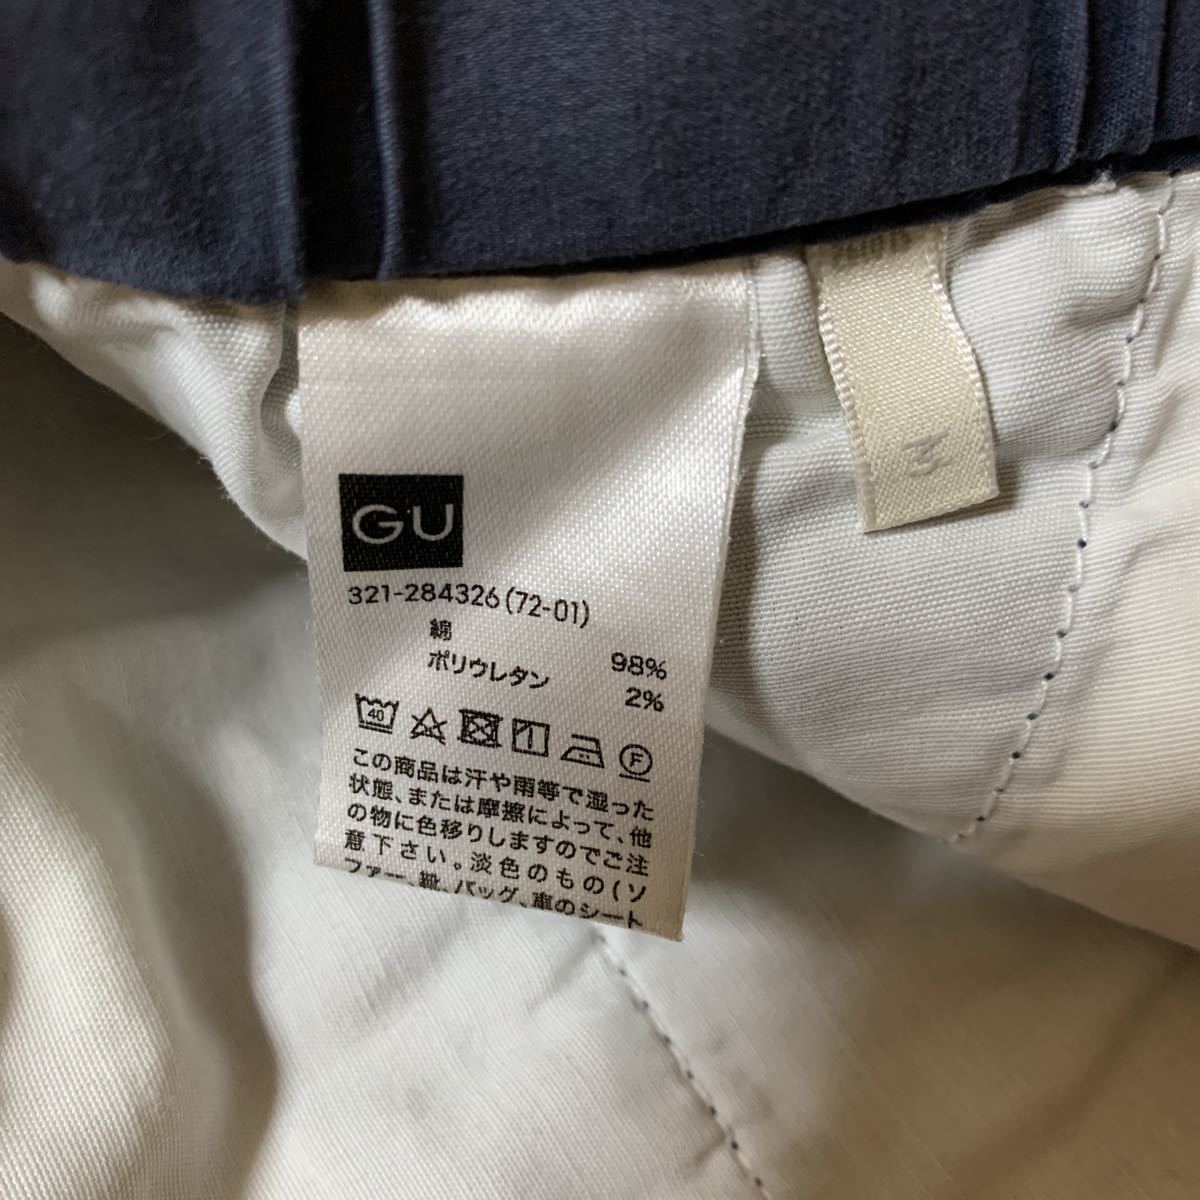 GU
321-284326(72-01)
綿 98%
ポリウレタン 2%
40
F
この商品は汗や雨等で湿った
状態、または摩擦によって、他
の物に色移りしますのでご注
意下さい。淡色のもの(ソ
ファー、靴、バッグ、車のシート
M